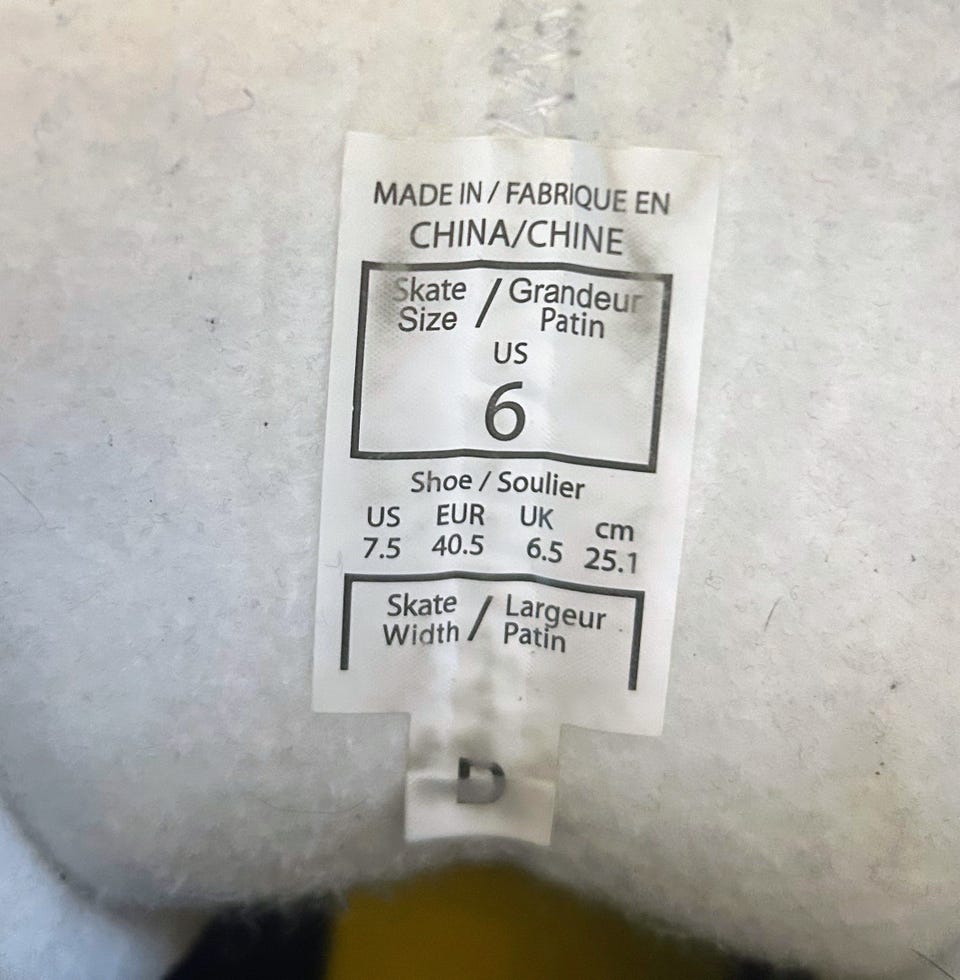 MADE IN / FABRIQUE EN
CHINA/CHINE
Skate Size / Grandeur Patin
US
6
Shoe / Soulier
US EUR UK cm
7.5 40.5 6.5 25.1
Skate Width / Largeur Patin
D